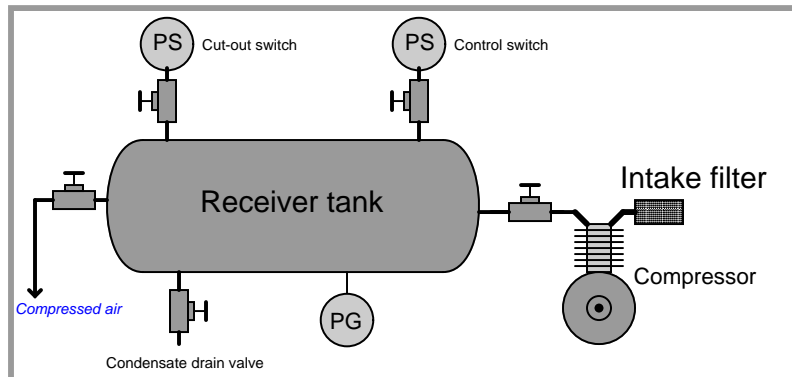 PS
Cut-out switch
PS
Control switch
Receiver tank
Intake filter
Compressor
Compressed air
PG
Condensate drain valve